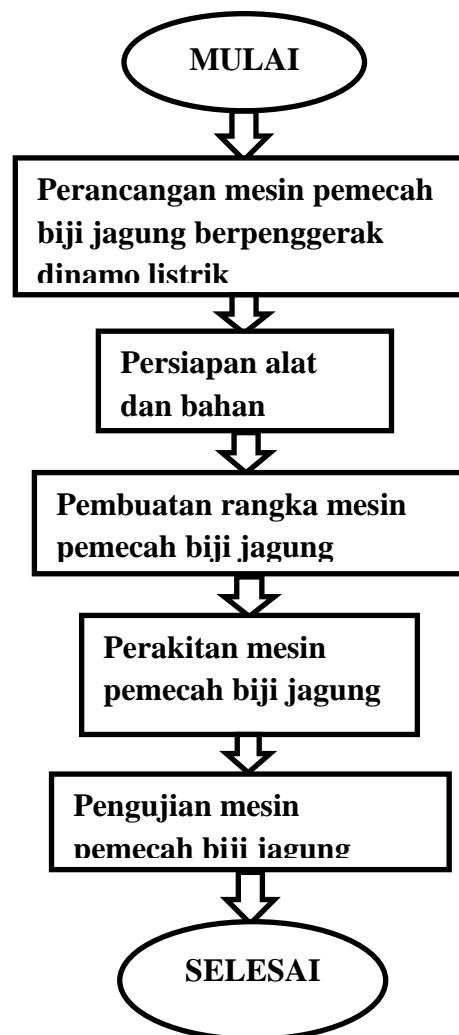 MULAI
Perancangan mesin pemecah
biji jagung berpenggerak
dinamo listrik
Persiapan alat
dan bahan
Pembuatan rangka mesin
pemecah biji jagung
Perakitan mesin
pemecah biji jagung
Pengujian mesin
pemecah biji jagung
SELESAI